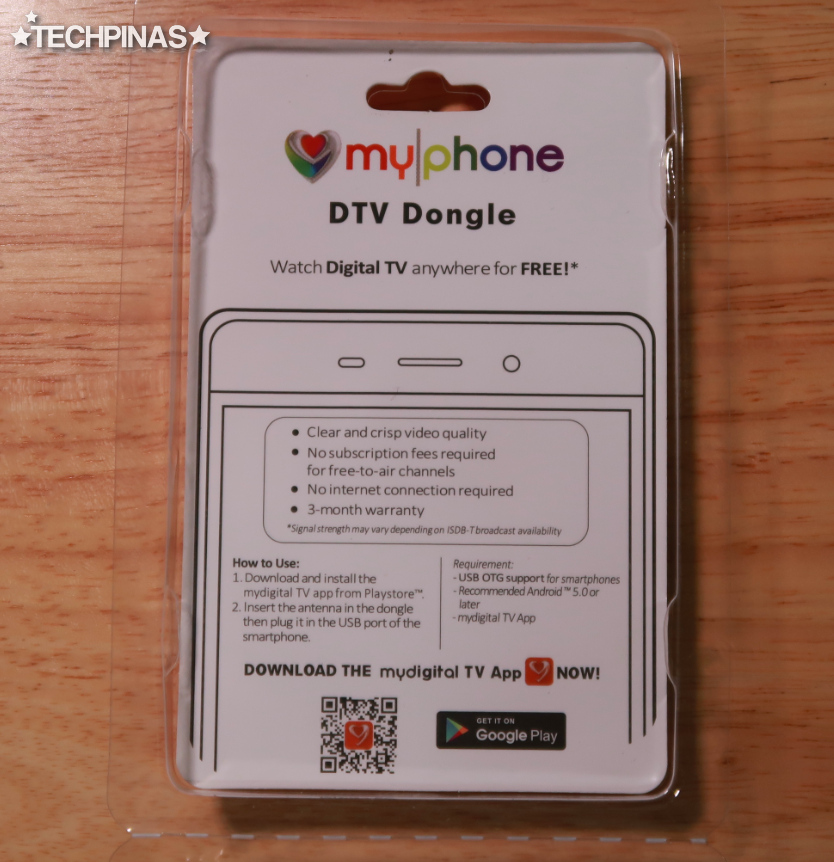 ★TECHPINAS★
my|phone
DTV Dongle
Watch Digital TV anywhere for FREE!*
• Clear and crisp video quality
• No subscription fees required
for free-to-air channels
• No internet connection required
• 3-month warranty
*Signal strength may vary depending on ISDB-T broadcast availability
How to Use:
1. Download and install the
mydigital TV app from Playstore™.
2. Insert the antenna in the dongle
then plug it in the USB port of the
smartphone.
Requirement:
- USB OTG support for smartphones
- Recommended Android™ 5.0 or
later
- mydigital TV App
DOWNLOAD THE mydigital TV App NOW!
GET IT ON
Google Play